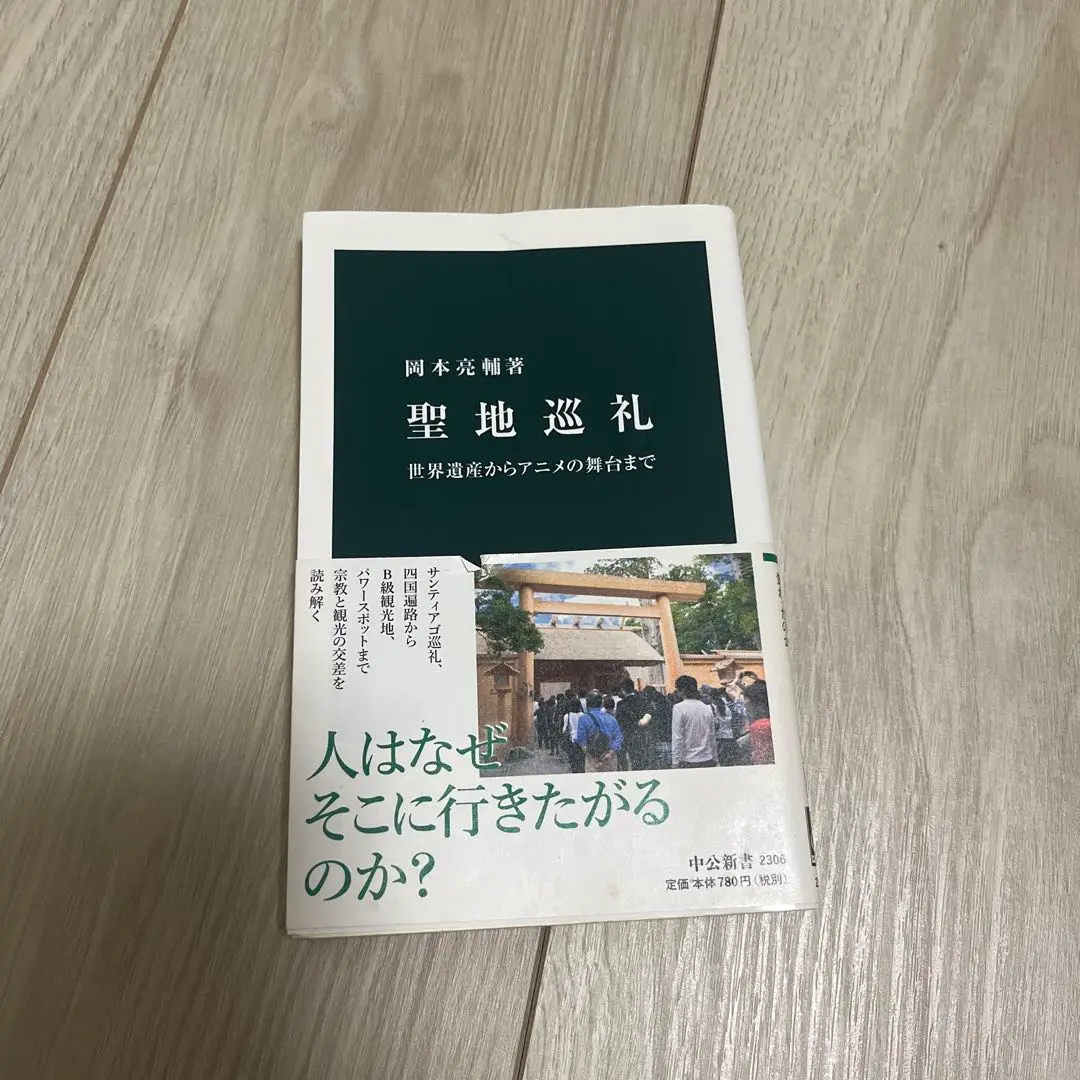 岡本亮輔著
聖地巡礼
世界遺産からアニメの舞台まで
サンティアゴ巡礼、
四国遍路から
B級観光地、
パワースポットまで
宗教と観光の交差を
読み解く
人はなぜ
そこに行きたがる
のか?
中公新書 2306
定価 本体780円(税別)